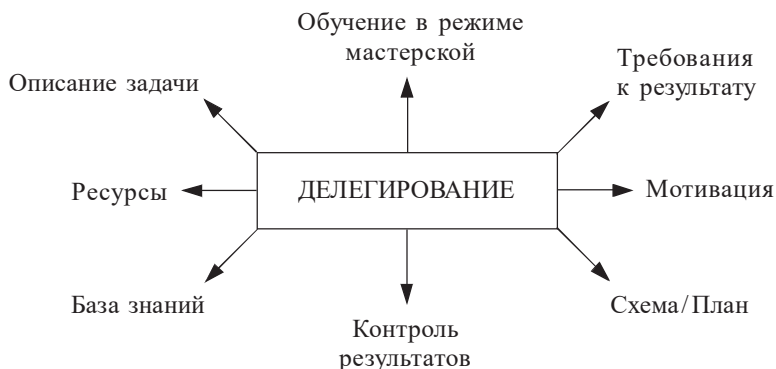 Обучение в режиме
мастерской
Требования
к результату
Описание задачи
Ресурсы
ДЕЛЕГИРОВАНИЕ
Мотивация
База знаний
Схема/План
Контроль
результатов